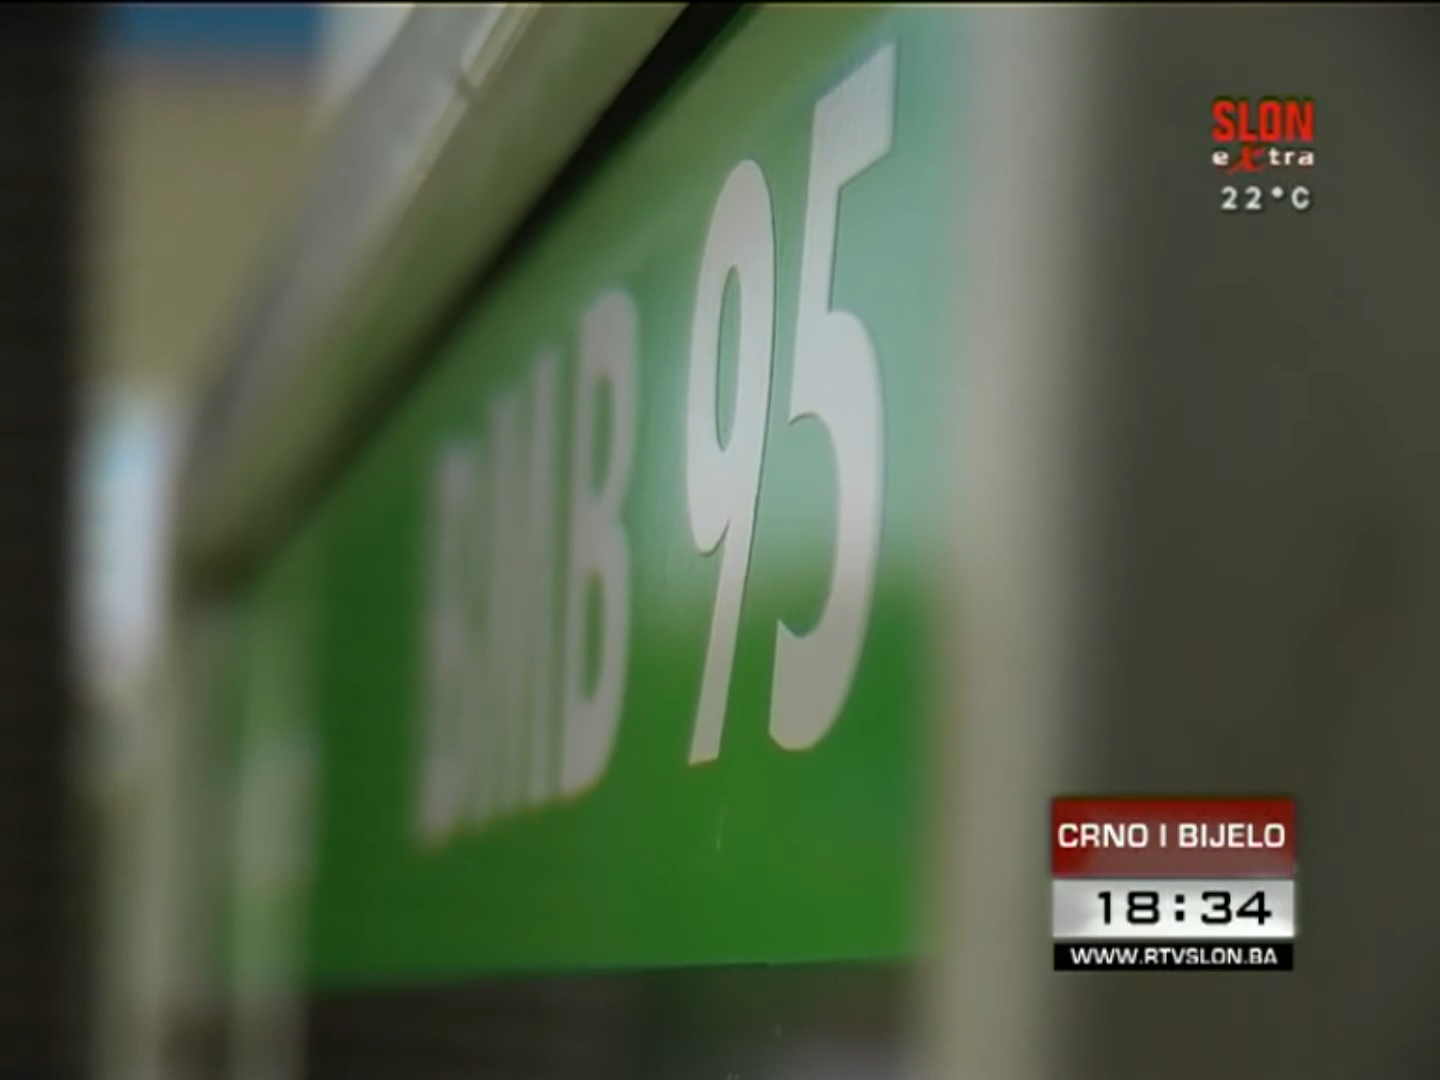 SLON
extra
22°C
BMB 95
CRNO I BIJELO
18:34
WWW.RTVSLON.BA